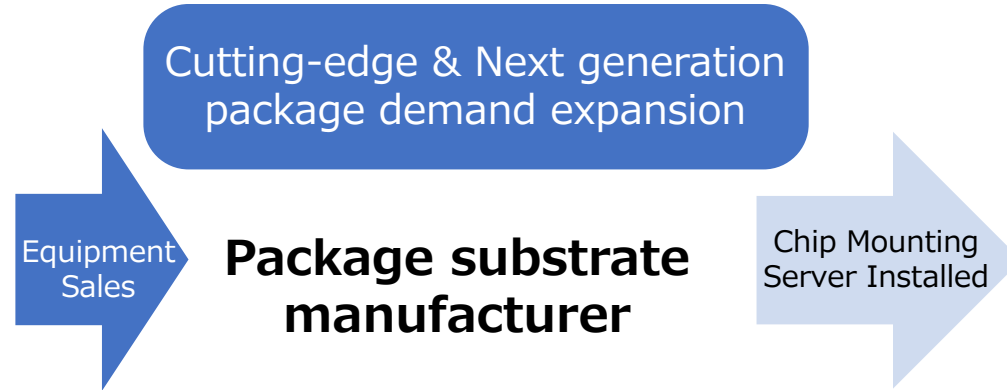 Cutting-edge & Next generation
package demand expansion
Equipment
Sales
Package substrate
manufacturer
Chip Mounting
Server Installed